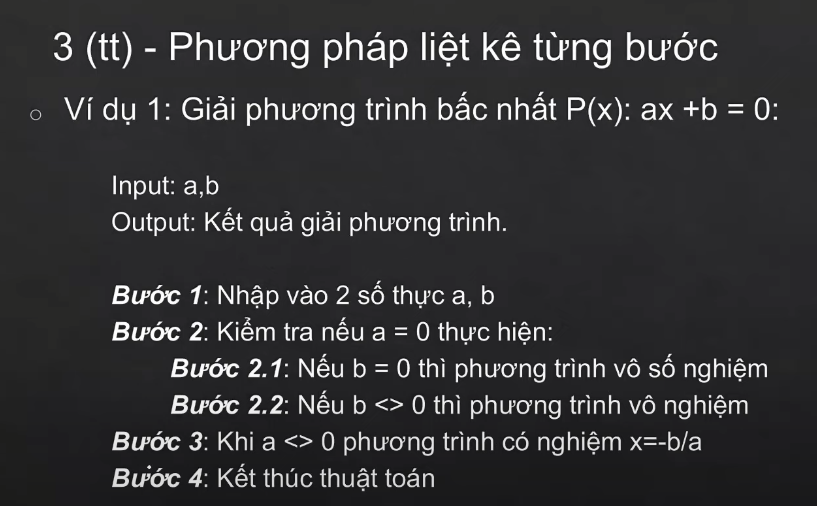 3 (tt) - Phương pháp liệt kê từng bước
Ví dụ 1: Giải phương trình bấc nhất P(x): ax +b = 0:
Input: a,b
Output: Kết quả giải phương trình.
Bước 1: Nhập vào 2 số thực a, b
Bước 2: Kiểm tra nếu a = 0 thực hiện:
Bước 2.1: Nếu b = 0 thì phương trình vô số nghiệm
Bước 2.2: Nếu b <> 0 thì phương trình vô nghiệm
Bước 3: Khi a <> 0 phương trình có nghiệm x=-b/a
Bước 4: Kết thúc thuật toán